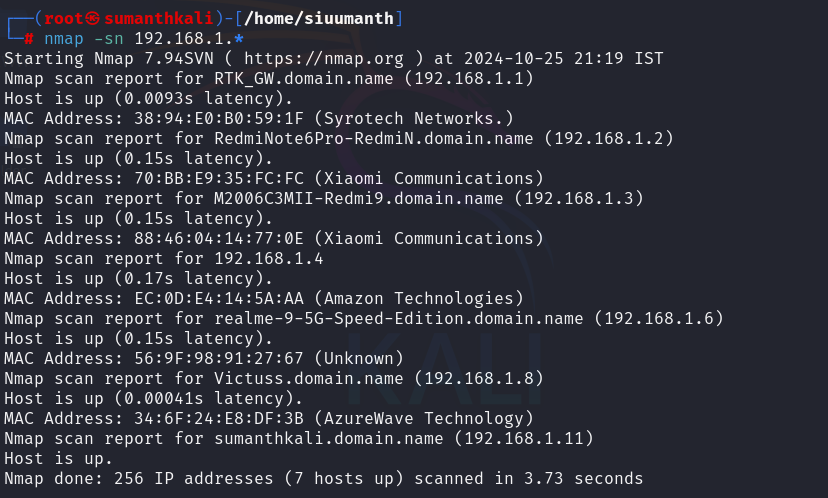 ┌──(root㉿sumanthkali)-[/home/siuumanth]
└─# nmap -sn 192.168.1.*
Starting Nmap 7.94SVN ( https://nmap.org ) at 2024-10-25 21:19 IST
Nmap scan report for RTK_GW.domain.name (192.168.1.1)
Host is up (0.0093s latency).
MAC Address: 38:94:E0:B0:59:1F (Syrotech Networks.)
Nmap scan report for RedmiNote6Pro-RedmiN.domain.name (192.168.1.2)
Host is up (0.15s latency).
MAC Address: 70:BB:E9:35:FC:FC (Xiaomi Communications)
Nmap scan report for M2006C3MII-Redmi9.domain.name (192.168.1.3)
Host is up (0.15s latency).
MAC Address: 88:46:04:14:77:0E (Xiaomi Communications)
Nmap scan report for 192.168.1.4
Host is up (0.17s latency).
MAC Address: EC:0D:E4:14:5A:AA (Amazon Technologies)
Nmap scan report for realme-9-5G-Speed-Edition.domain.name (192.168.1.6)
Host is up (0.15s latency).
MAC Address: 56:9F:98:91:27:67 (Unknown)
Nmap scan report for Victuss.domain.name (192.168.1.8)
Host is up (0.00041s latency).
MAC Address: 34:6F:24:E8:DF:3B (AzureWave Technology)
Nmap scan report for sumanthkali.domain.name (192.168.1.11)
Host is up.
Nmap done: 256 IP addresses (7 hosts up) scanned in 3.73 seconds
KALI